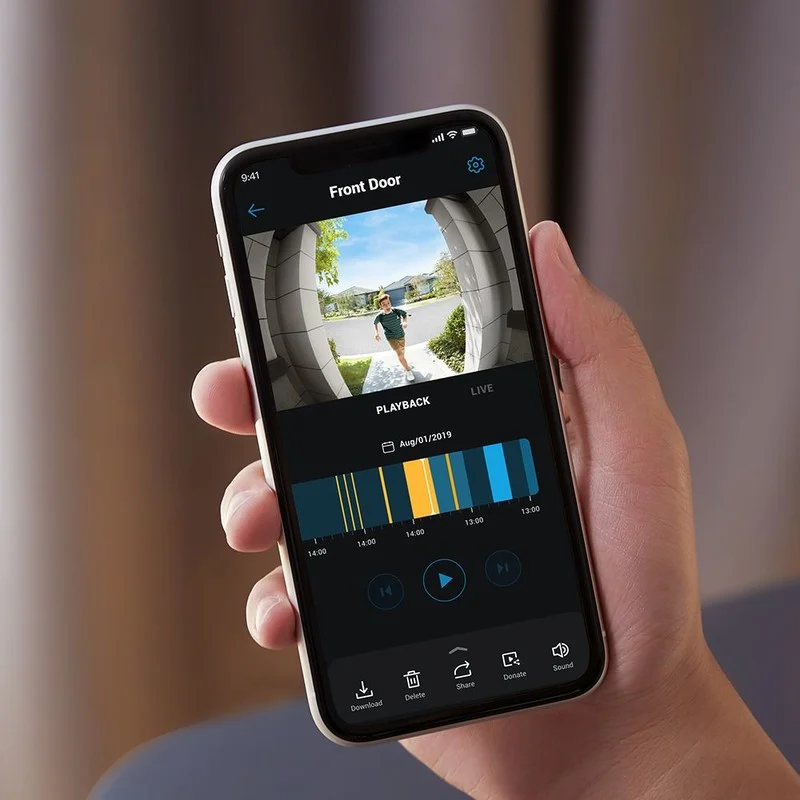 9:41
Front Door
PLAYBACK LIVE
Aug/01/2019
14:00 14:00 14:00 13:00 13:00
Download Delete Share Donate Sound